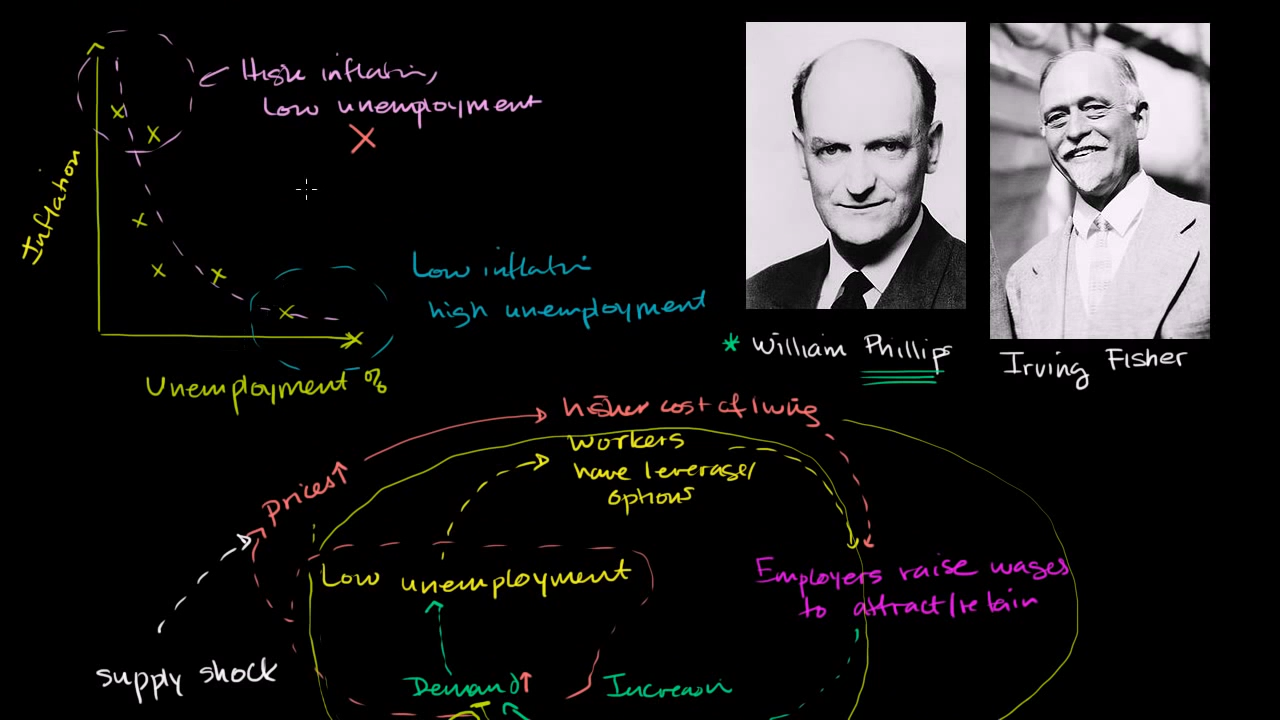 High inflation,
Low unemployment
Inflation
Low inflation
high unemployment
Unemployment %
* William Phillips
Irving Fisher
higher cost of living
workers
have leverage/
options
prices↑
Low unemployment
Employers raise wages
to attract/retain
supply shock
Demand↑
Increasin